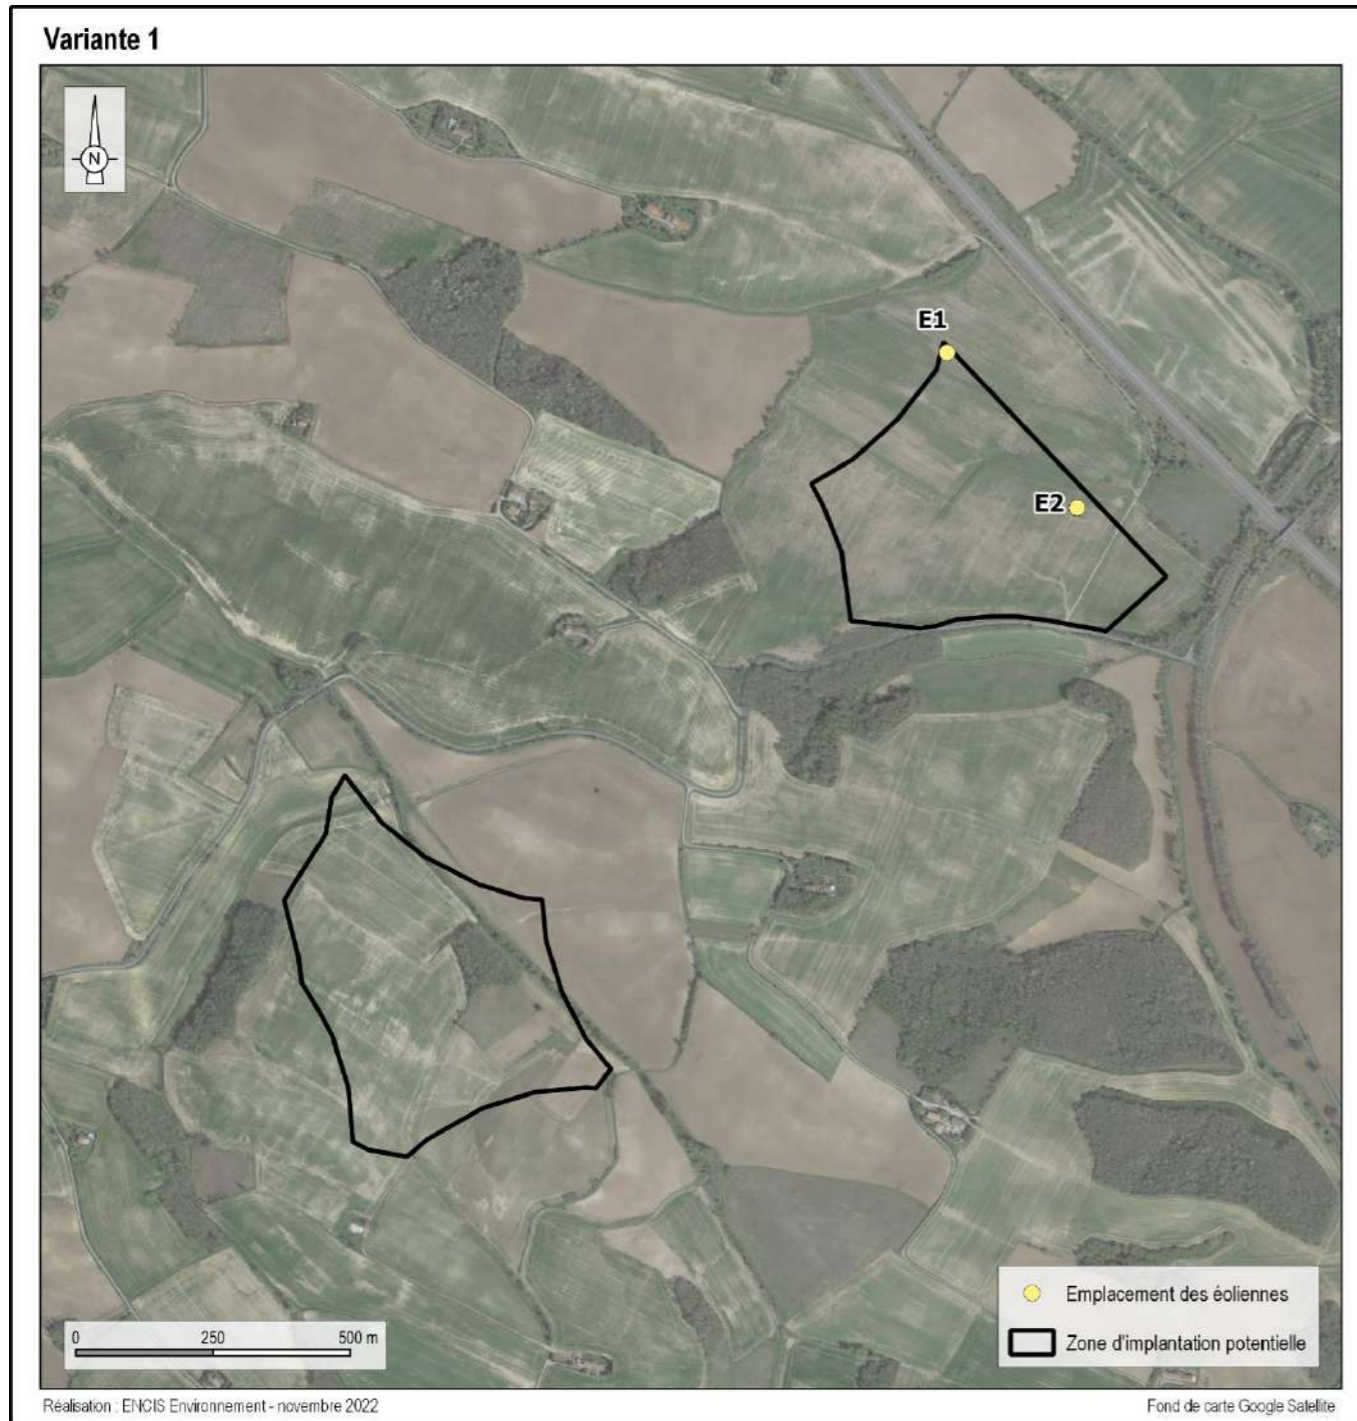 Variante 1
N
E1
E2
0 250 500 m
Emplacement des éoliennes
Zone d'implantation potentielle
Réalisation : ENCIS Environnement - novembre 2022
Fond de carte Google Satellite